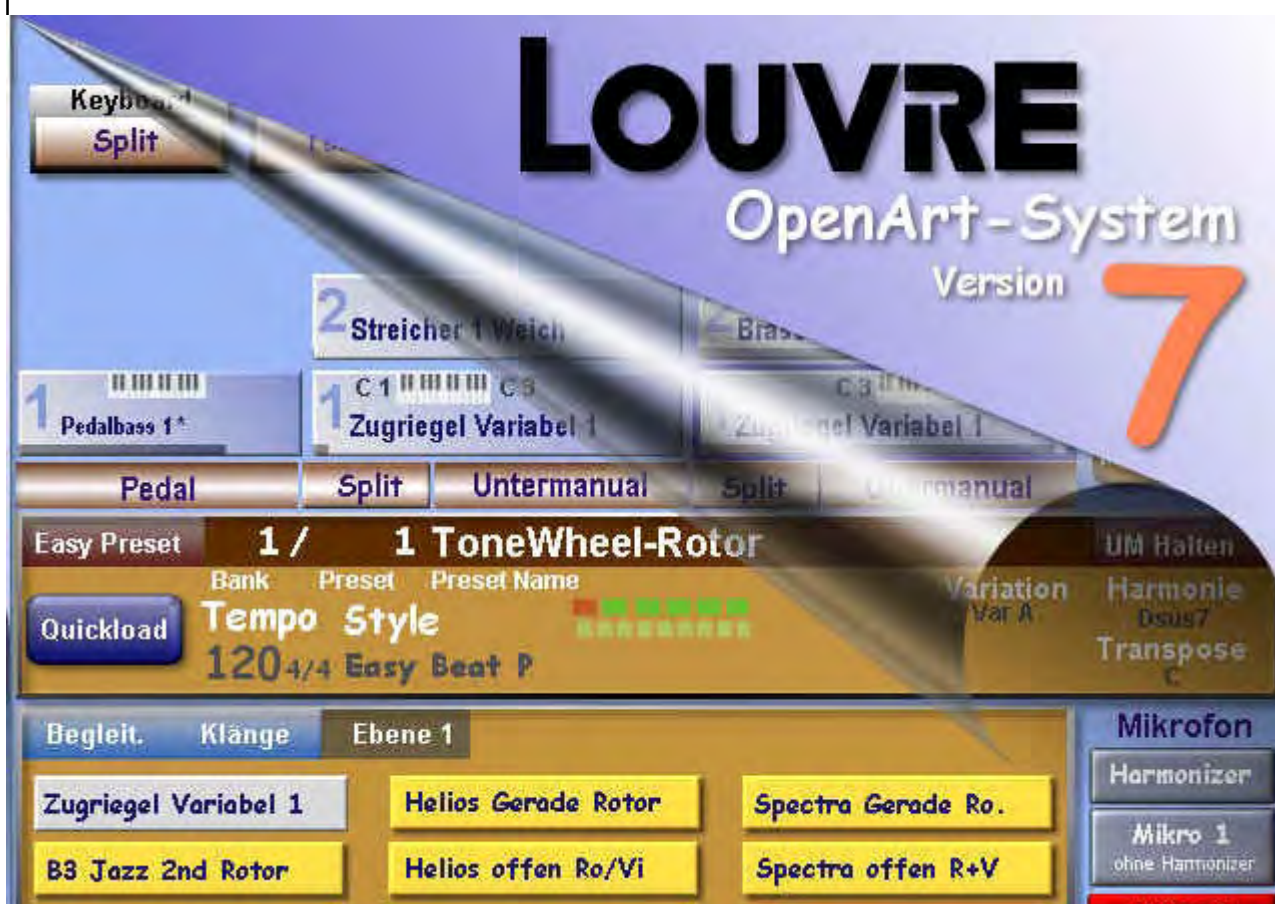 LOUVRE
OpenArt-System
Version 7
Keyboard
Split
2 Streicher 1 Weich
2 Brass
1 Pedalbass 1*
1 C 1 C 3
Zugriegel Variabel 1
C 3
Zugriegel Variabel 1
Pedal Split Untermanual Split Untermanual
Easy Preset 1 / 1 ToneWheel-Rotor UM Halten
Bank Preset Preset Name
Variation Harmonie
Var A Dsus7
Quickload Tempo Style
Transpose
120 4/4 Easy Beat P
C
Begleit. Klänge Ebene 1
Mikrofon
Zugriegel Variabel 1 Helios Gerade Rotor Spectra Gerade Ro.
Harmonizer
B3 Jazz 2nd Rotor Helios offen Ro/Vi Spectra offen R+V
Mikro 1
ohne Harmonizer